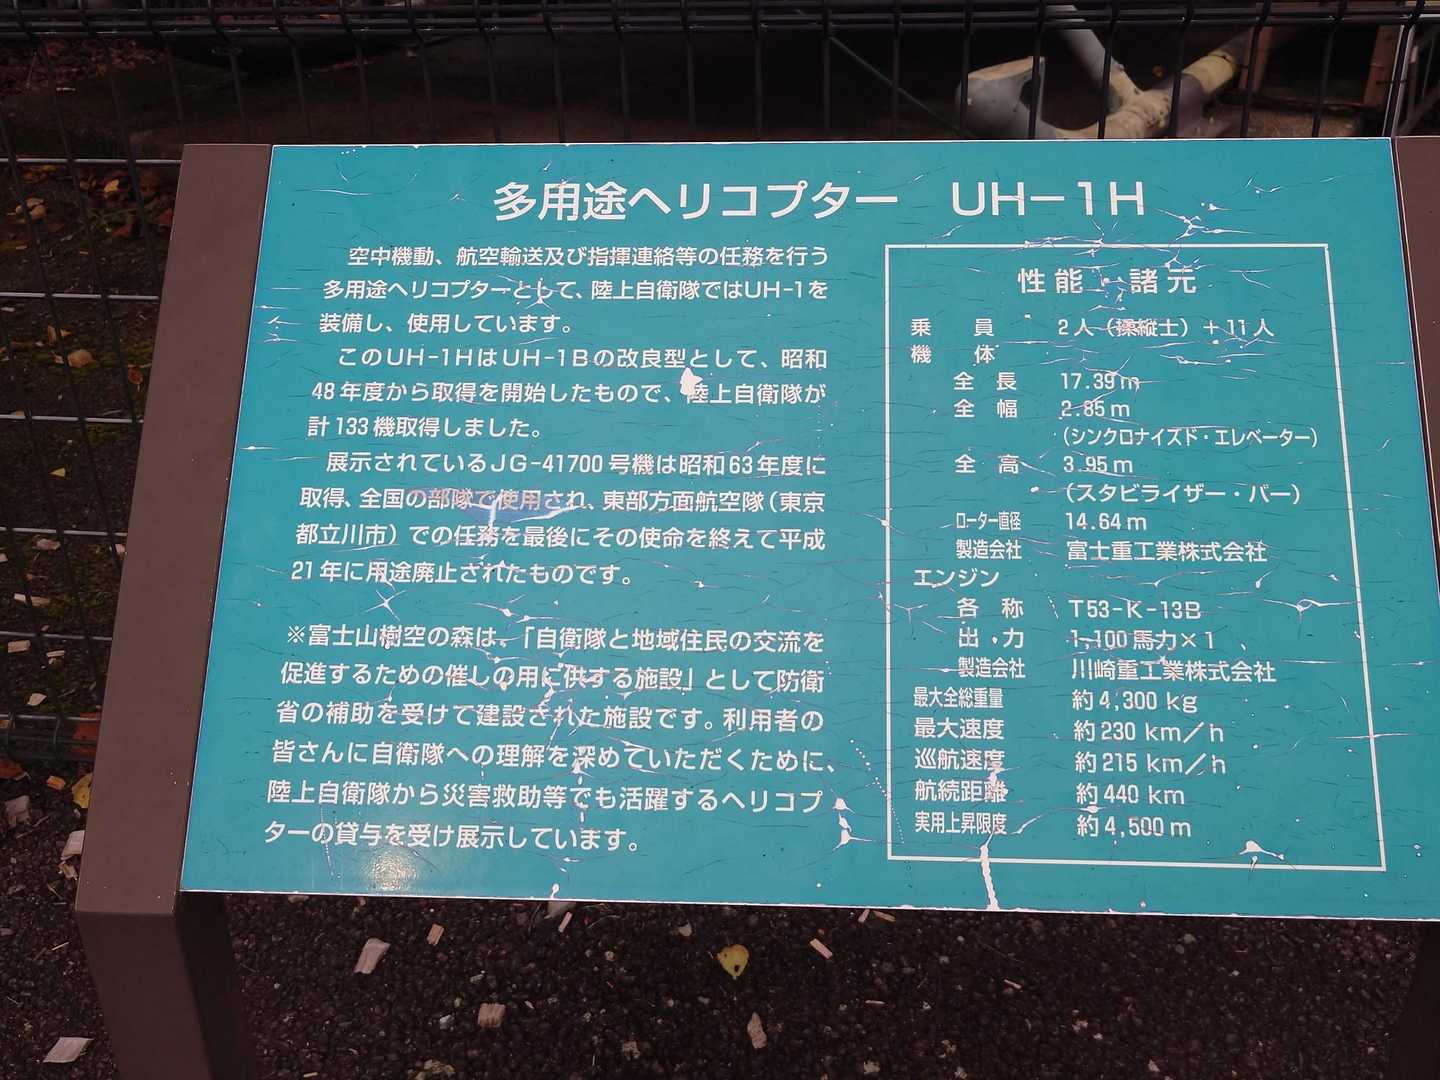 多用途ヘリコプター　UH-1H
空中機動、航空輸送及び指揮連絡等の任務を行う
多用途ヘリコプターとして、陸上自衛隊ではUH-1を
装備し、使用しています。
このUH-1HはUH-1Bの改良型として、昭和
48年度から取得を開始したもので、陸上自衛隊が
計133機取得しました。
展示されているJG-41700号機は昭和63年度に
取得、全国の部隊で使用され、東部方面航空隊（東京
都立川市）での任務を最後にその使命を終えて平成
21年に用途廃止されたものです。
※富士山樹空の森は、「自衛隊と地域住民の交流を
促進するための催しの用に供する施設」として防衛
省の補助を受けて建設された施設です。利用者の
皆さんに自衛隊への理解を深めていただくために、
陸上自衛隊から災害救助等でも活躍するヘリコプ
ターの貸与を受け展示しています。
性能・諸元
乗員　2人（操縦士）＋11人
機体
全長　17.39m
全幅　2.85m
（シンクロナイズド・エレベーター）
全高　3.95m
（スタビライザー・バー）
ローター直径　14.64m
製造会社　富士重工業株式会社
エンジン
各称　T53-K-13B
出力　1,100馬力×1
製造会社　川崎重工業株式会社
最大全総重量　約4,300kg
最大速度　約230km／h
巡航速度　約215km／h
航続距離　約440km
実用上昇限度　約4,500m